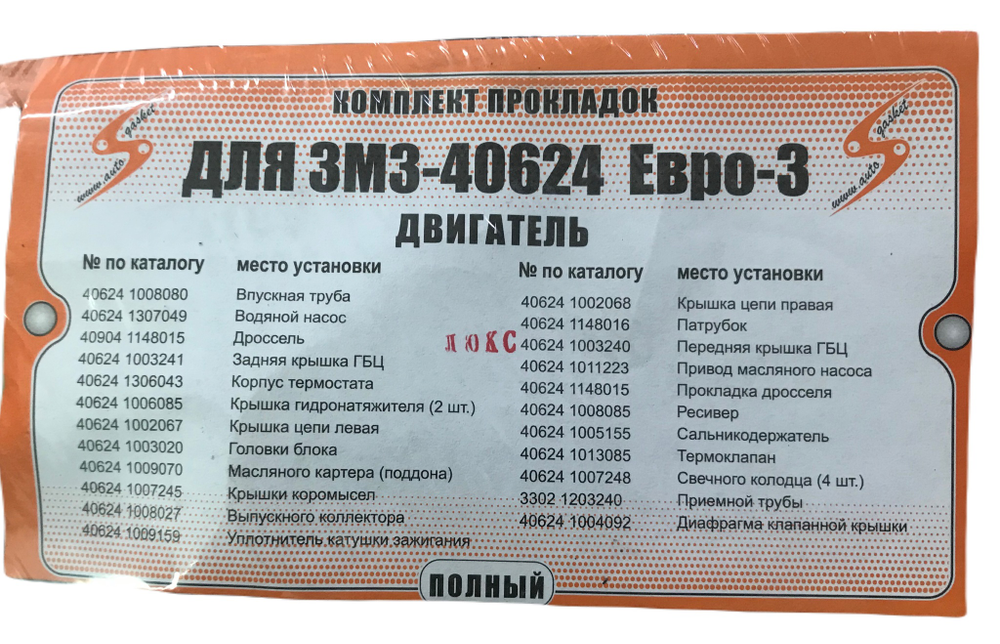 КОМПЛЕКТ ПРОКЛАДОК
www.auto gasket
ДЛЯ ЗМЗ-40624 Евро-3
www.auto gasket
ДВИГАТЕЛЬ
№ по каталогу место установки
40624 1008080 Впускная труба
40624 1307049 Водяной насос
40904 1148015 Дроссель
40624 1003241 Задняя крышка ГБЦ
40624 1306043 Корпус термостата
40624 1006085 Крышка гидронатяжителя (2 шт.)
40624 1002067 Крышка цепи левая
40624 1003020 Головки блока
40624 1009070 Масляного картера (поддона)
40624 1007245 Крышки коромысел
40624 1008027 Выпускного коллектора
40624 1009159 Уплотнитель катушки зажигания
ЛЮКС
№ по каталогу место установки
40624 1002068 Крышка цепи правая
40624 1148016 Патрубок
40624 1003240 Передняя крышка ГБЦ
40624 1011223 Привод масляного насоса
40624 1148015 Прокладка дросселя
40624 1008085 Ресивер
40624 1005155 Сальникодержатель
40624 1013085 Термоклапан
40624 1007248 Свечного колодца (4 шт.)
3302 1203240 Приемной трубы
40624 1004092 Диафрагма клапанной крышки
ПОЛНЫЙ